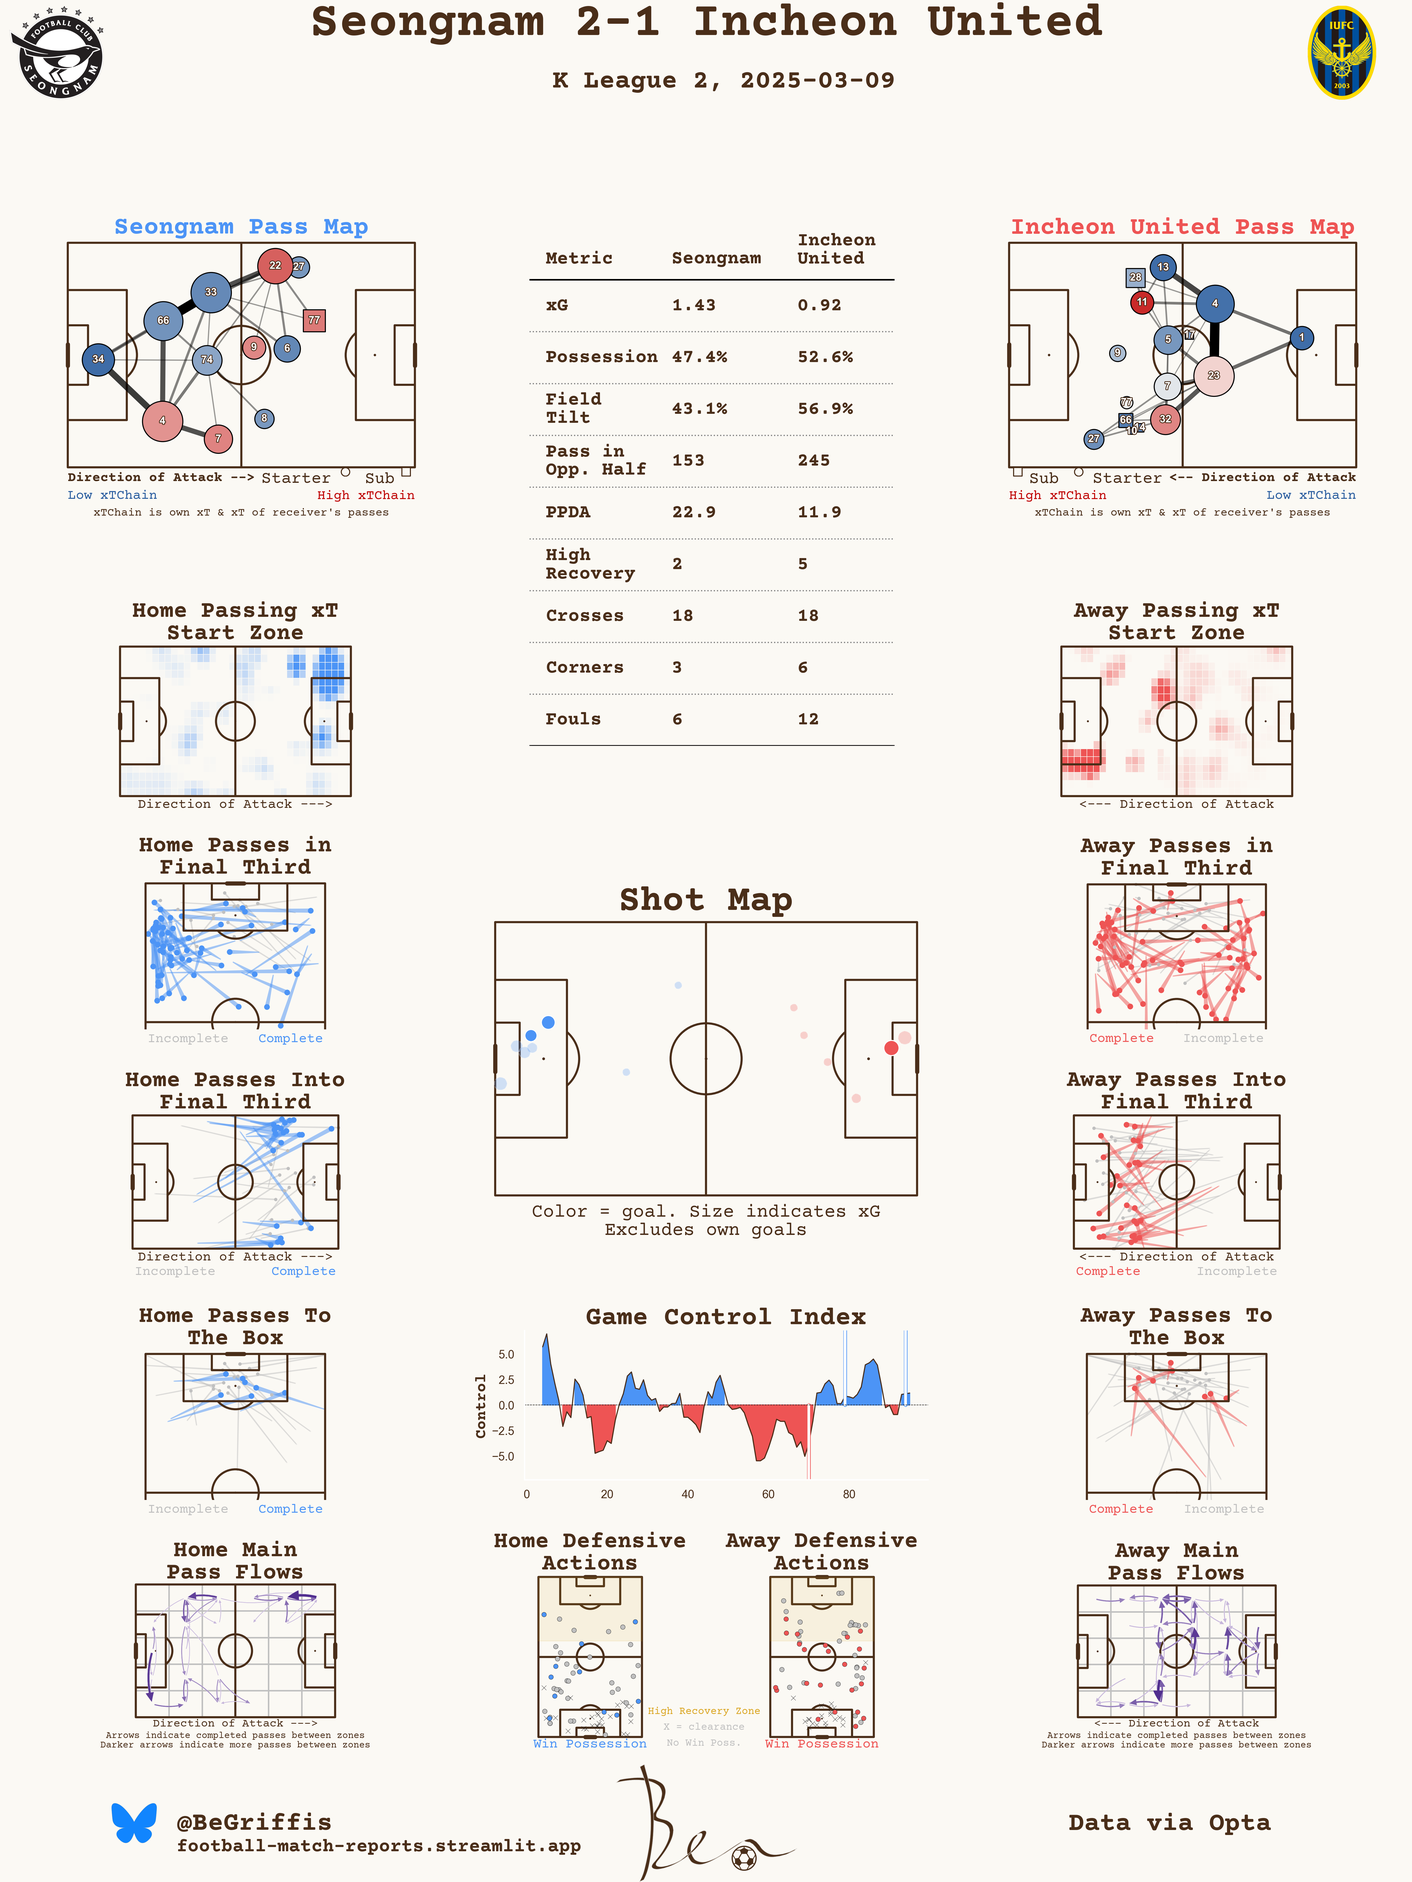 Seongnam 2-1 Incheon United
K League 2, 2025-03-09
FOOTBALL CLUB
SEONGNAM
IUFC
2003
Seongnam Pass Map
22
27
33
77
66
9
6
34
74
4
8
7
Direction of Attack --> Starter Sub
Low xTChain High xTChain
xTChain is own xT & xT of receiver's passes
Metric Seongnam Incheon United
xG 1.43 0.92
Possession 47.4% 52.6%
Field Tilt 43.1% 56.9%
Pass in Opp. Half 153 245
PPDA 22.9 11.9
High Recovery 2 5
Crosses 18 18
Corners 3 6
Fouls 6 12
Incheon United Pass Map
13
28
11
4
17
5
1
9
23
7
77
66
32
14
10
27
Sub Starter <-- Direction of Attack
High xTChain Low xTChain
xTChain is own xT & xT of receiver's passes
Home Passing xT
Start Zone
Direction of Attack --->
Away Passing xT
Start Zone
<--- Direction of Attack
Home Passes in
Final Third
Incomplete Complete
Away Passes in
Final Third
Complete Incomplete
Shot Map
Color = goal. Size indicates xG
Excludes own goals
Home Passes Into
Final Third
Direction of Attack --->
Incomplete Complete
Away Passes Into
Final Third
<--- Direction of Attack
Complete Incomplete
Home Passes To
The Box
Incomplete Complete
Game Control Index
Control
5.0
2.5
0.0
−2.5
−5.0
0 20 40 60 80
Away Passes To
The Box
Complete Incomplete
Home Main
Pass Flows
Direction of Attack --->
Arrows indicate completed passes between zones
Darker arrows indicate more passes between zones
Home Defensive
Actions
Win Possession
Away Defensive
Actions
Win Possession
High Recovery Zone
X = clearance
No Win Poss.
Away Main
Pass Flows
<--- Direction of Attack
Arrows indicate completed passes between zones
Darker arrows indicate more passes between zones
@BeGriffis
football-match-reports.streamlit.app
Ben
Data via Opta